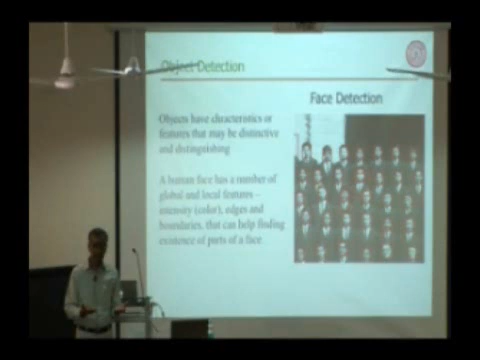 Object Detection
Face Detection
Objects have chracteristics or
features that may be distinctive
and distinguishing
A human face has a number of
global and local features –
intensity (color), edges and
boundaries, that can help finding
existence of parts of a face.